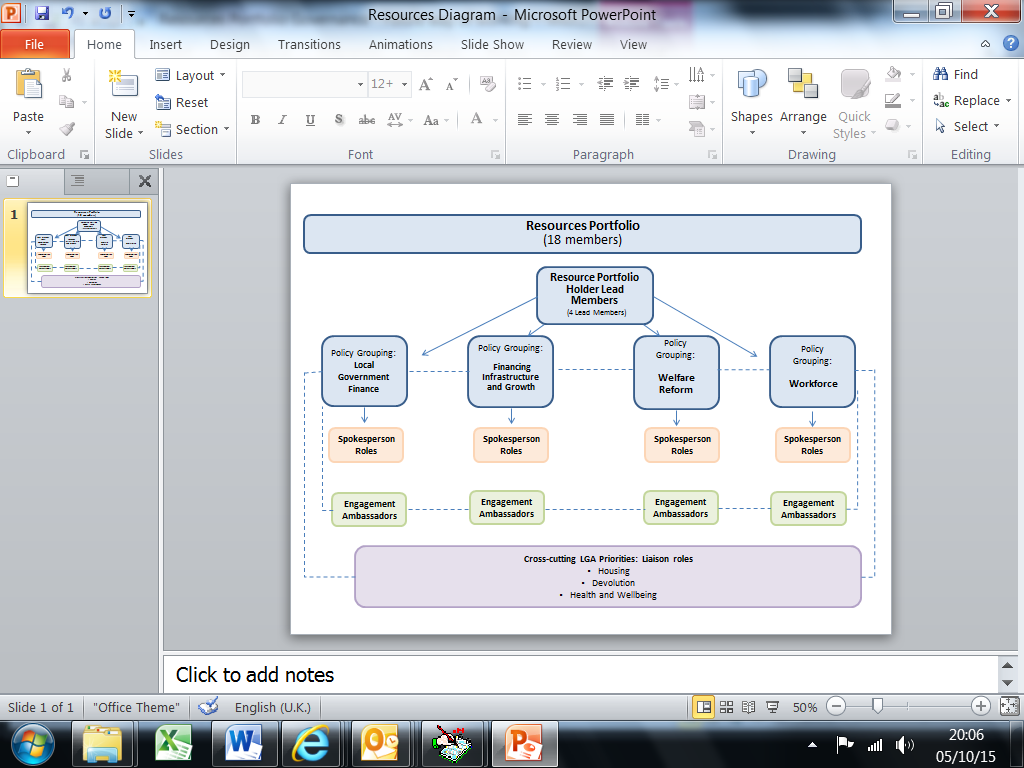 Resources Diagram - Microsoft PowerPoint
File Home Insert Design Transitions Animations Slide Show Review View
Paste
Clipboard
New
Slide
Layout
Reset
Section
Slides
12+
B I U S abc AV Aa A
Font
Paragraph
Shapes
Arrange
Quick
Styles
Drawing
Find
Replace
Select
Editing
1
Resources Portfolio
(18 members)
Resource Portfolio
Holder Lead
Members
(4 Lead Members)
Policy Grouping:
Local
Government
Finance
Policy Grouping:
Financing
Infrastructure
and Growth
Policy
Grouping:
Welfare
Reform
Policy
Grouping:
Workforce
Spokesperson
Roles
Spokesperson
Roles
Spokesperson
Roles
Spokesperson
Roles
Engagement
Ambassadors
Engagement
Ambassadors
Engagement
Ambassadors
Engagement
Ambassadors
Cross-cutting LGA Priorities: Liaison roles
• Housing
• Devolution
• Health and Wellbeing
Click to add notes
Slide 1 of 1 "Office Theme" English (U.K.) 50%
20:06
05/10/15